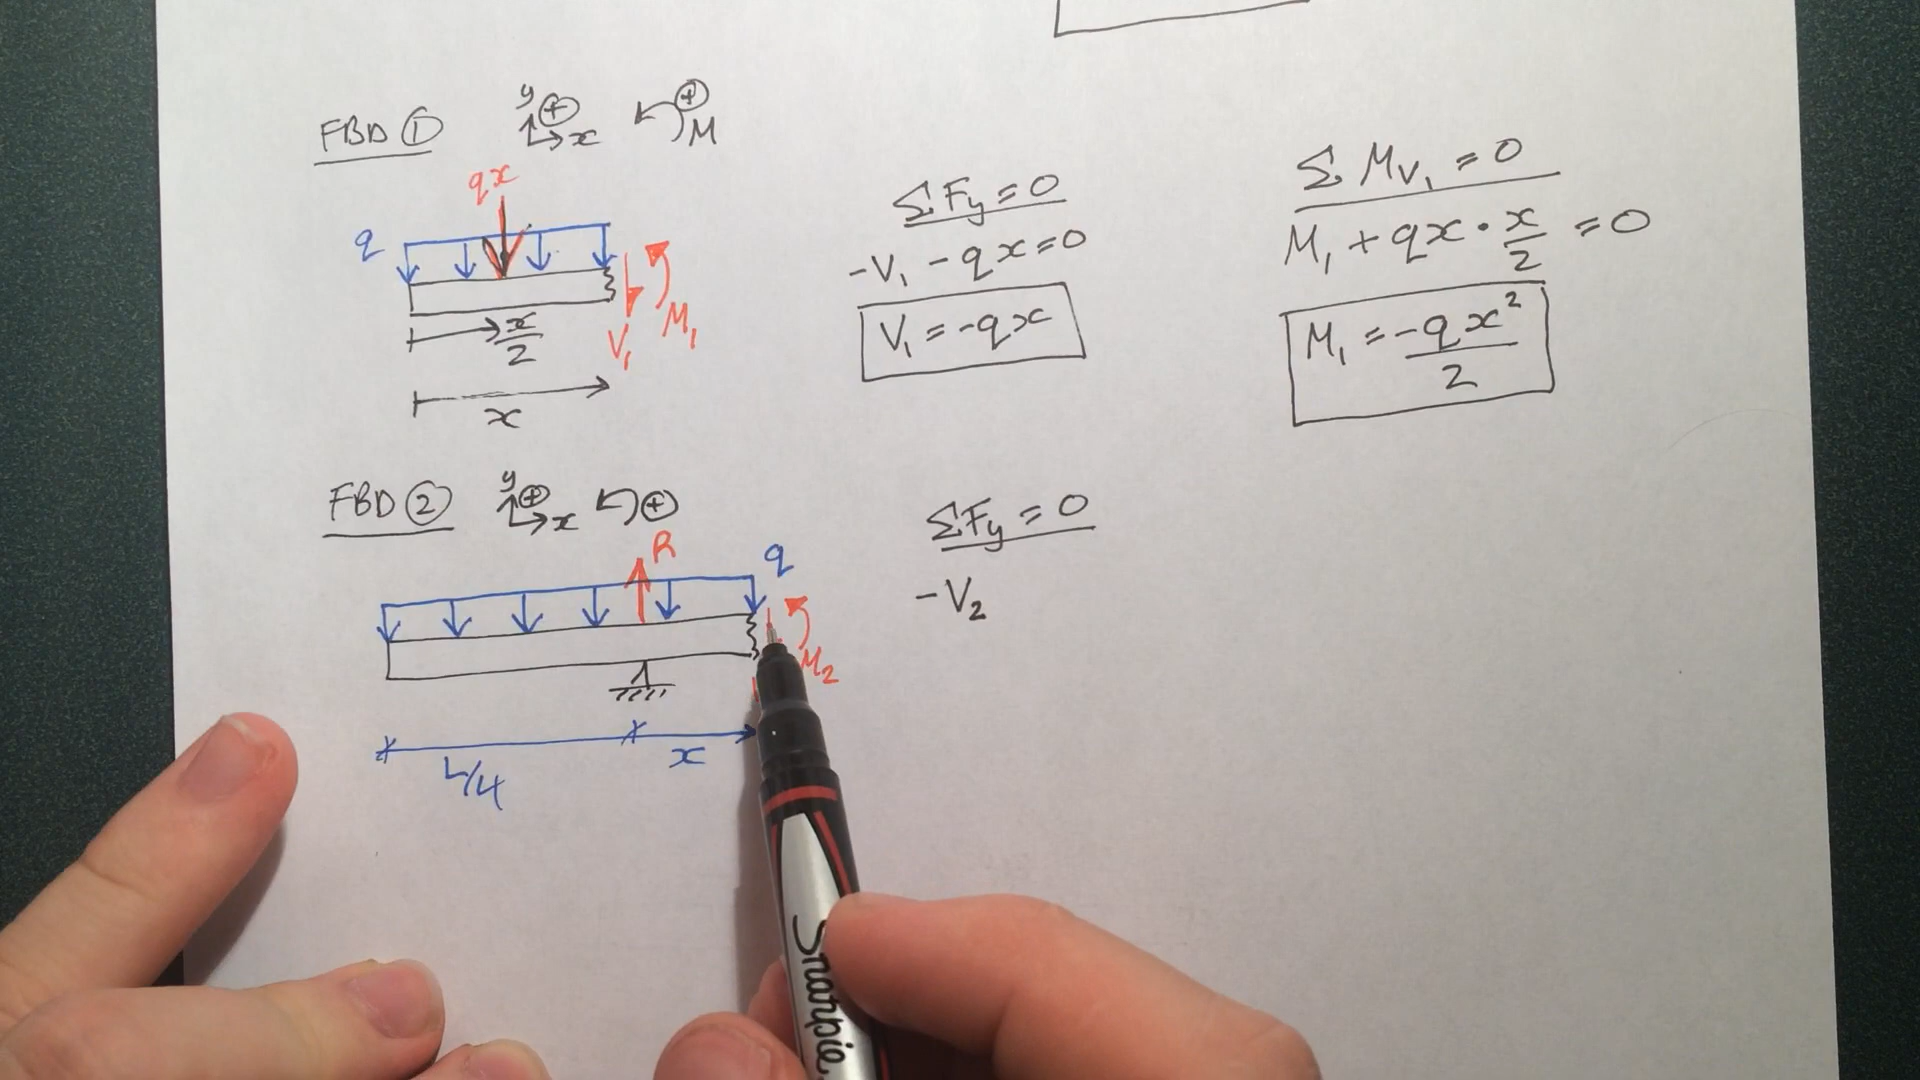 FBD ① y ⊕ x ⊕ M
qx
q
V₁ M₁
x/2
x
ΣFy = 0
-V₁ - qx = 0
V₁ = -qx
ΣM_V₁ = 0
M₁ + qx · x/2 = 0
M₁ = -qx²/2
FBD ② y ⊕ x ⊕
R
q
M₂
L/4 x
ΣFy = 0
-V₂
Sharpie.